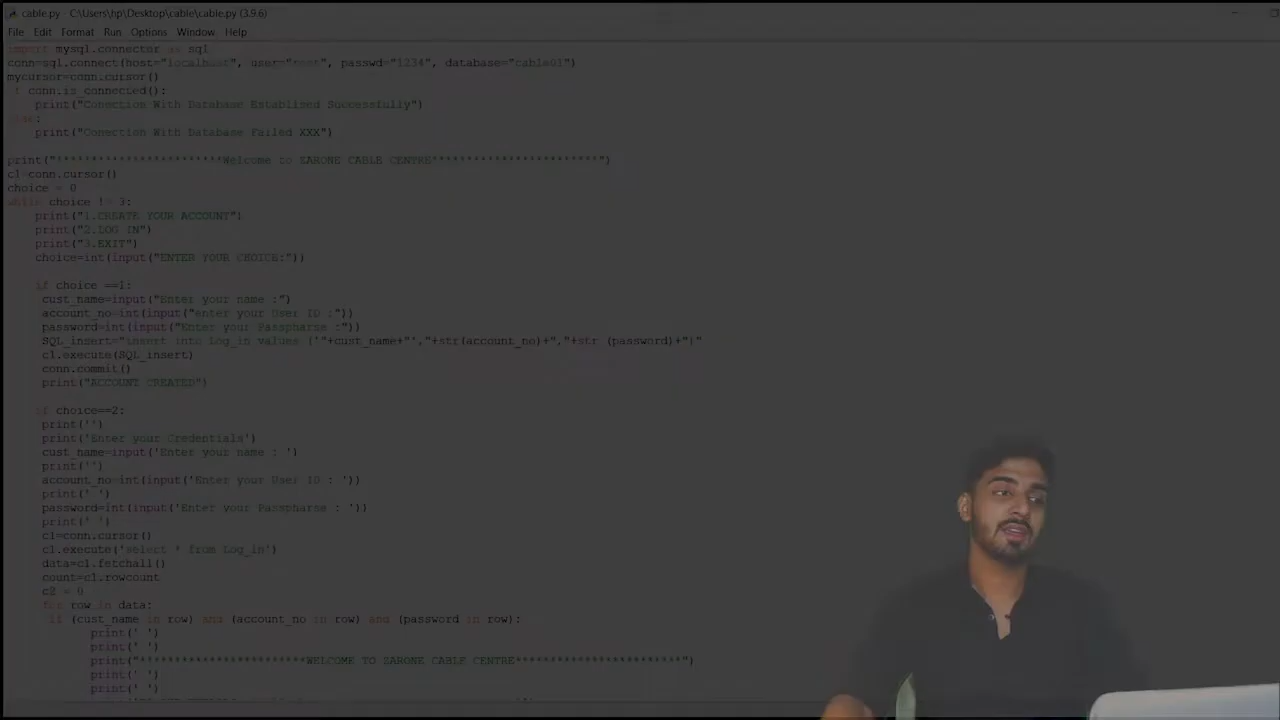 cable.py - C:\Users\hp\Desktop\cable\cable.py (3.9.6)
File Edit Format Run Options Window Help
import mysql.connector as sql
conn=sql.connect(host="localhost", user="root", passwd="1234", database="cable01")
mycursor=conn.cursor()
if conn.is_connected():
print("Conection With Database Establised Successfully")
else:
print("Conection With Database Failed XXX")
print("************************Welcome to ZARONE CABLE CENTRE************************")
c1=conn.cursor()
choice = 0
while choice != 3:
print("1.CREATE YOUR ACCOUNT")
print("2.LOG IN")
print("3.EXIT")
choice=int(input("ENTER YOUR CHOICE:"))
if choice ==1:
cust_name=input("Enter your name :")
account_no=int(input("enter your User ID :"))
password=int(input("Enter your Passpharse :"))
SQL_insert="insert into Log_in values ('"+cust_name+"',"+str(account_no)+","+str (password)+")"
c1.execute(SQL_insert)
conn.commit()
print("ACCOUNT CREATED")
if choice==2:
print('')
print('Enter your Credentials')
cust_name=input('Enter your name : ')
print('')
account_no=int(input('Enter your User ID : '))
print(' ')
password=int(input('Enter your Passpharse : '))
print(' ')
c1=conn.cursor()
c1.execute('select * from Log_in')
data=c1.fetchall()
count=c1.rowcount
c2 = 0
for row in data:
if (cust_name in row) and (account_no in row) and (password in row):
print(' ')
print(' ')
print("************************WELCOME TO ZARONE CABLE CENTRE************************")
print(' ')
print(' ')